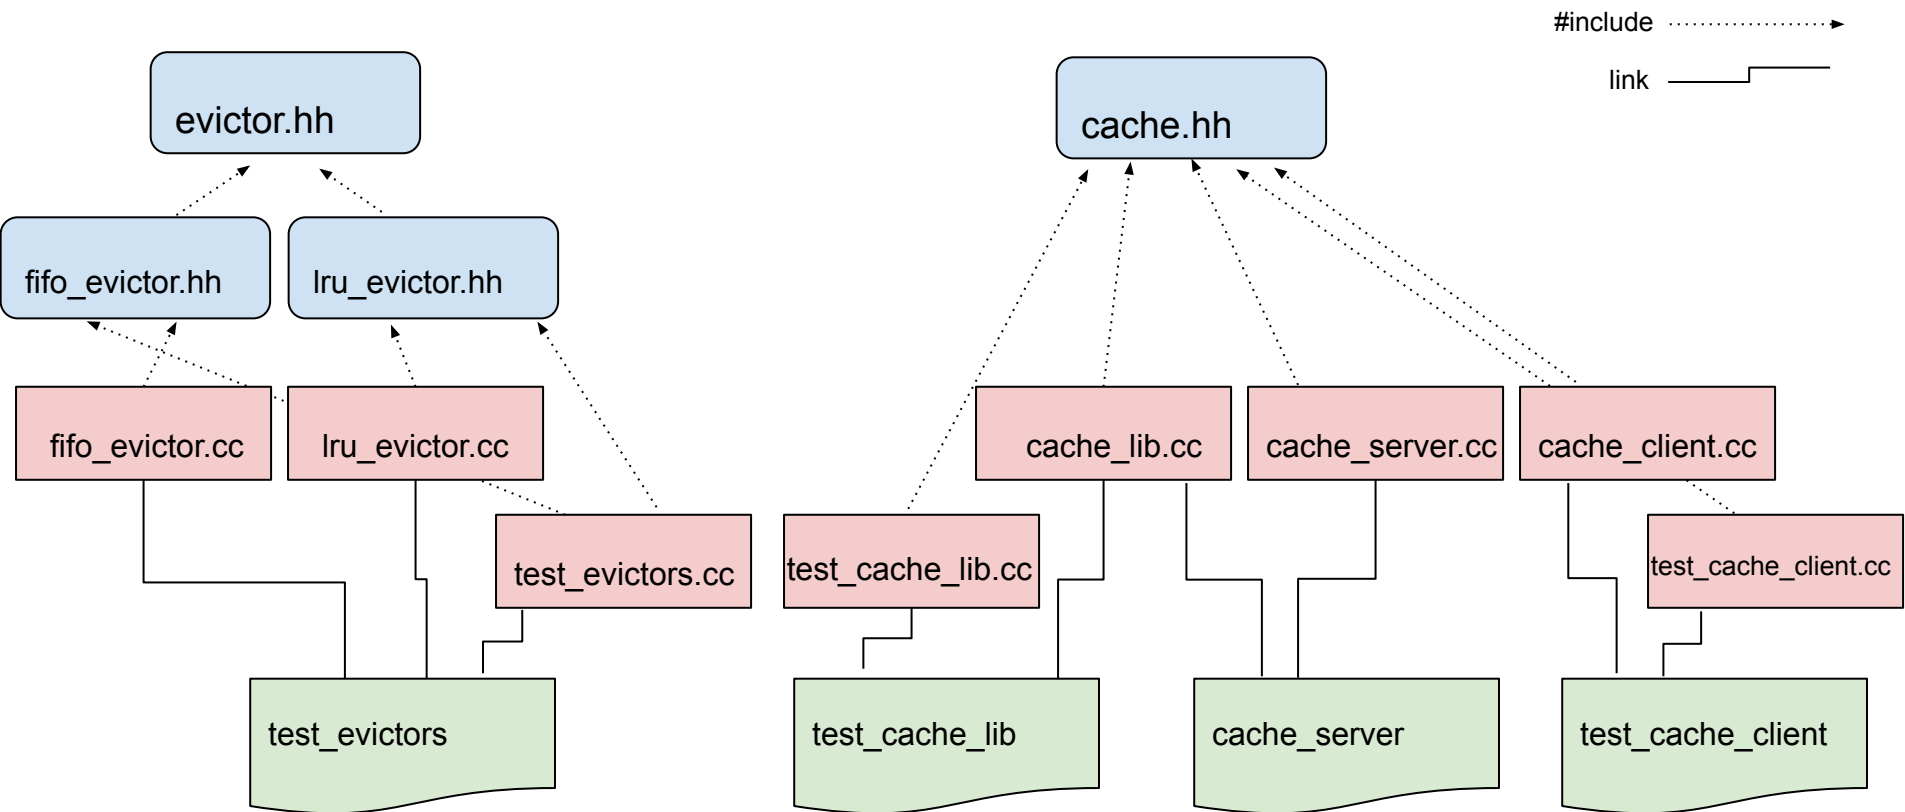 #include
link
evictor.hh
cache.hh
fifo_evictor.hh
lru_evictor.hh
fifo_evictor.cc
lru_evictor.cc
cache_lib.cc
cache_server.cc
cache_client.cc
test_evictors.cc
test_cache_lib.cc
test_cache_client.cc
test_evictors
test_cache_lib
cache_server
test_cache_client